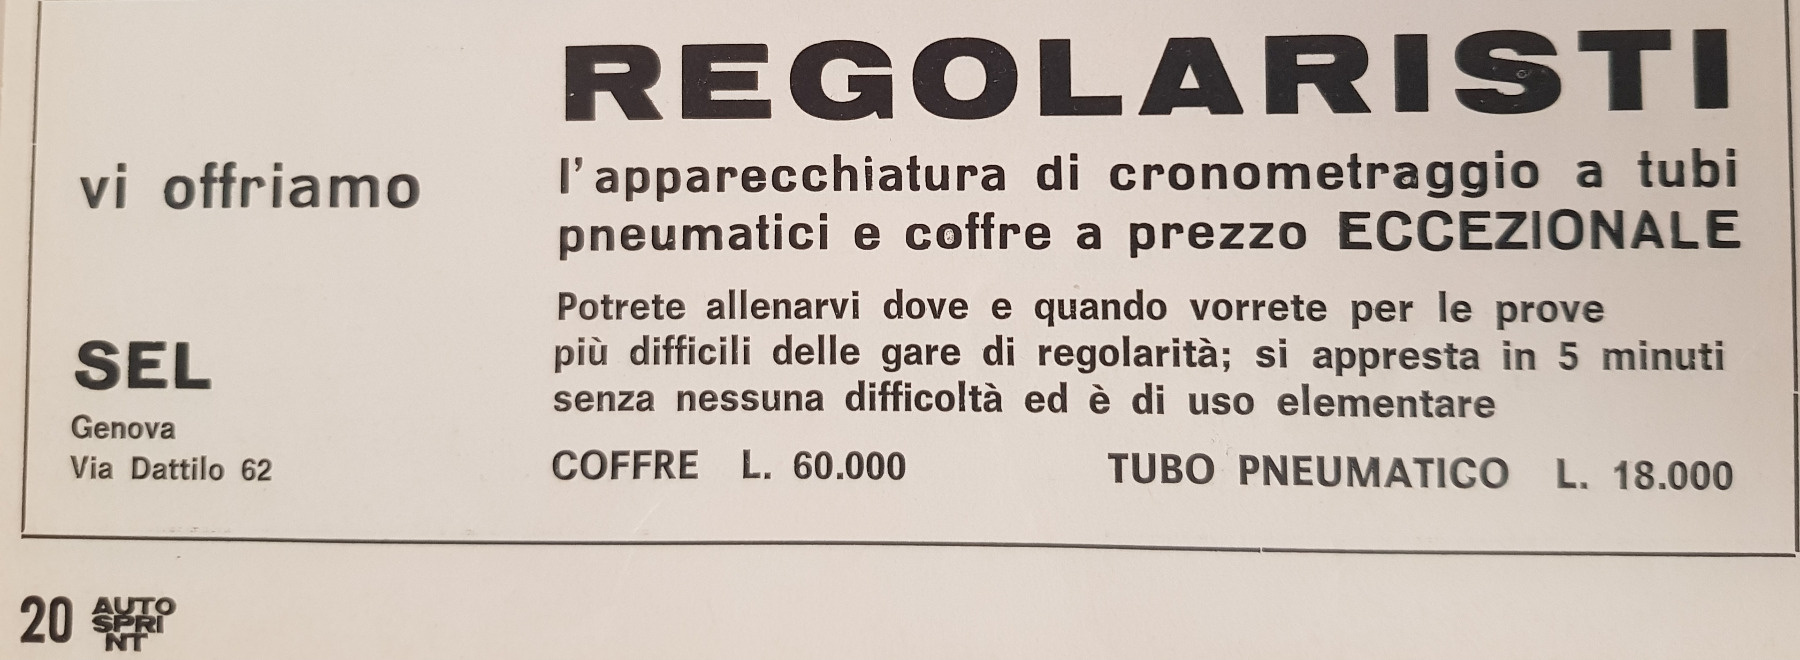 REGOLARISTI
vi offriamo
l'apparecchiatura di cronometraggio a tubi
pneumatici e coffre a prezzo ECCEZIONALE
Potrete allenarvi dove e quando vorrete per le prove
più difficili delle gare di regolarità; si appresta in 5 minuti
senza nessuna difficoltà ed è di uso elementare
SEL
Genova
Via Dattilo 62
COFFRE L. 60.000
TUBO PNEUMATICO L. 18.000
20
AUTO
SPRI
NT